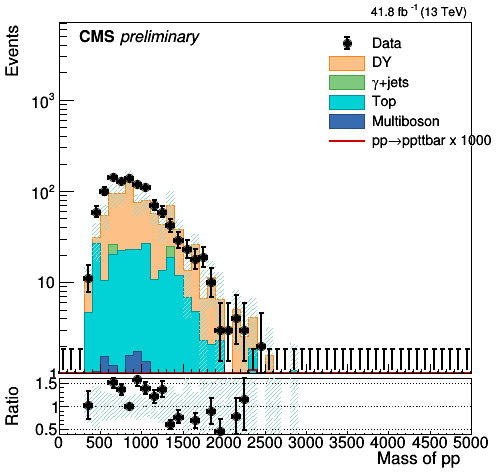 41.8 fb⁻¹ (13 TeV)
CMS preliminary
Events
Data
DY
γ+jets
Top
Multiboson
pp→ppttbar x 1000
10³
10²
10
1
Ratio
1.5
1
0.5
0 500 1000 1500 2000 2500 3000 3500 4000 4500 5000
Mass of pp